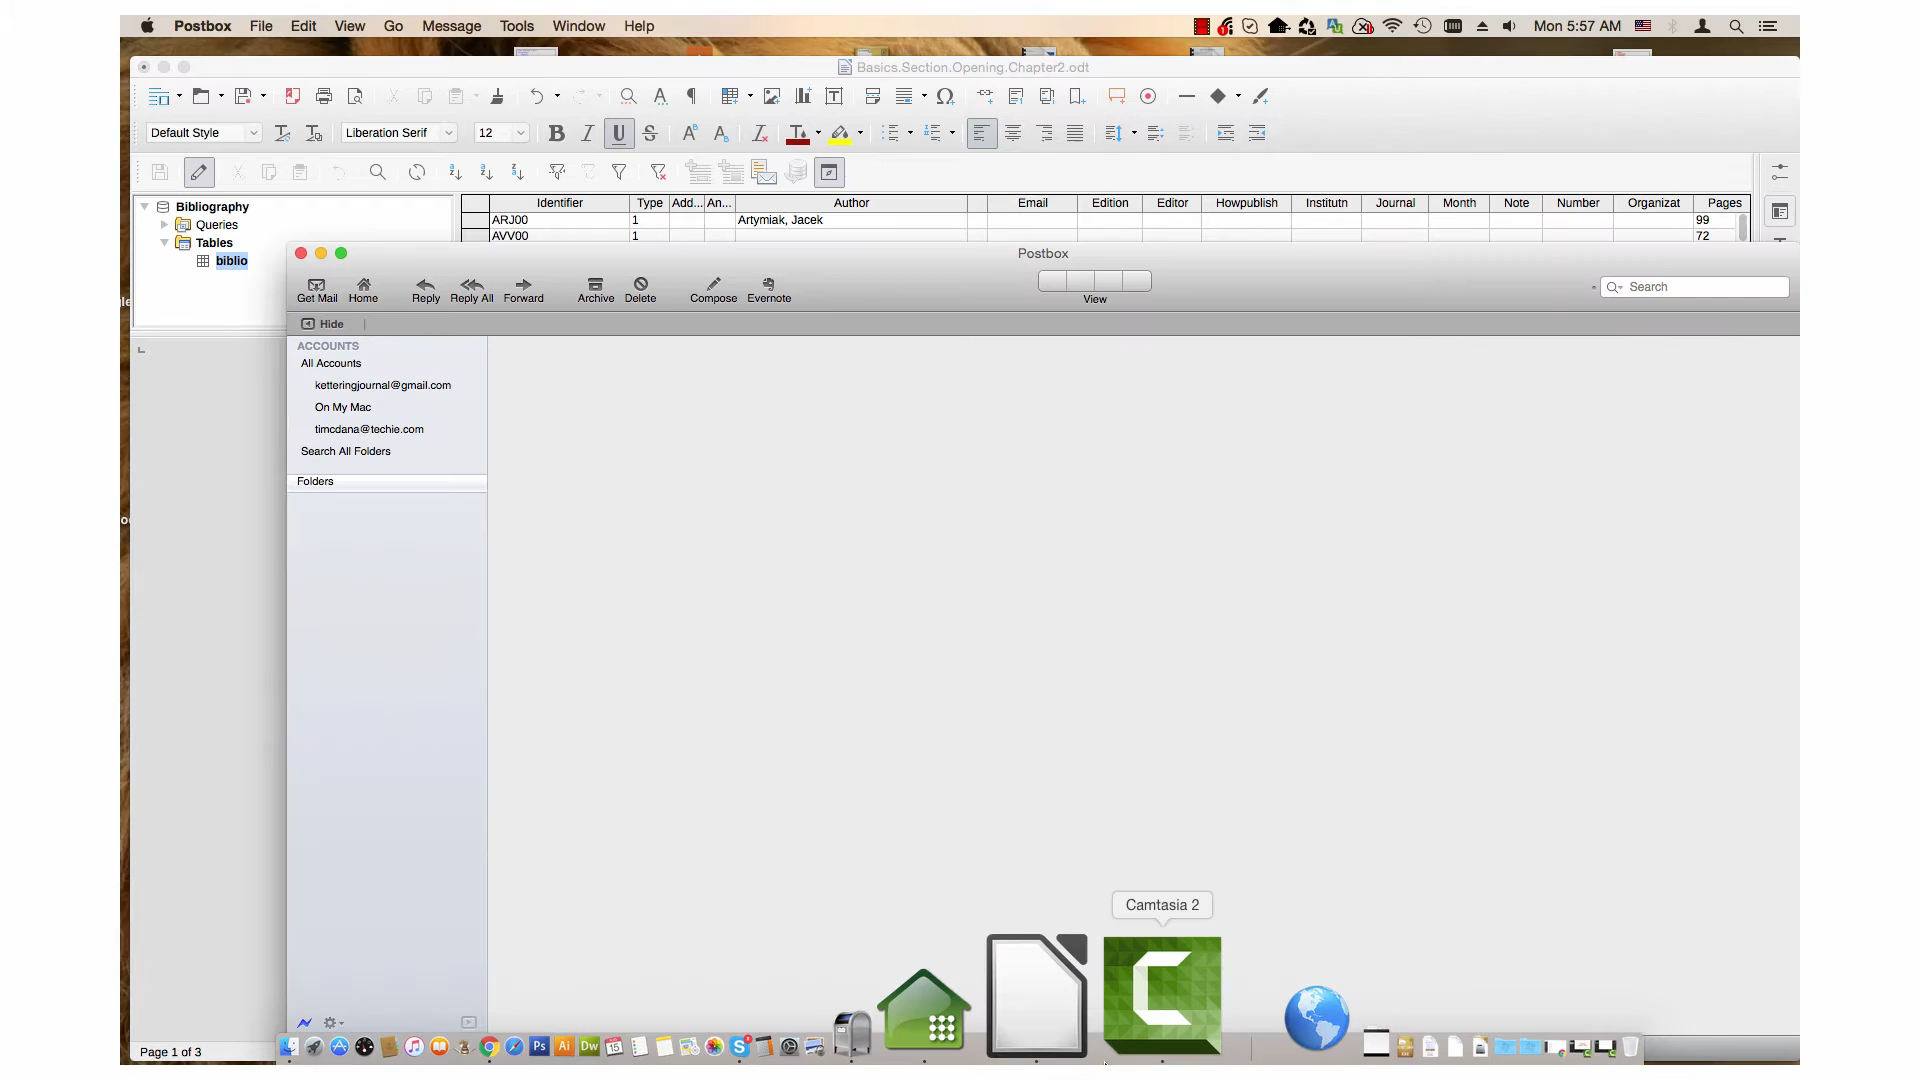 Postbox File Edit View Go Message Tools Window Help Mon 5:57 AM
Basics.Section.Opening.Chapter2.odt
Default Style Liberation Serif 12
Bibliography
Queries
Tables
biblio
Identifier Type Add... An... Author Email Edition Editor Howpublish Institutn Journal Month Note Number Organizat Pages
ARJ00 1 Artymiak, Jacek 99
AVV00 1 72
Postbox
Get Mail Home Reply Reply All Forward Archive Delete Compose Evernote View Search
Hide
ACCOUNTS
All Accounts
ketteringjournal@gmail.com
On My Mac
timcdana@techie.com
Search All Folders
Folders
Camtasia 2
Page 1 of 3
Ps Ai Dw 15